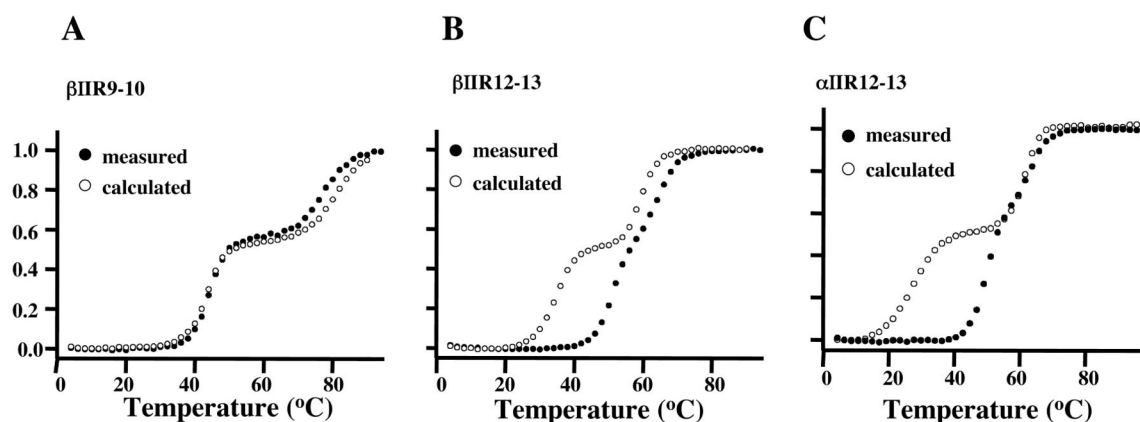 A
B
C
βIIR9-10
βIIR12-13
αIIR12-13
measured
calculated
measured
calculated
measured
calculated
1.0
0.8
0.6
0.4
0.2
0.0
0 20 40 60 80
0 20 40 60 80
0 20 40 60 80
Temperature (°C)
Temperature (°C)
Temperature (°C)